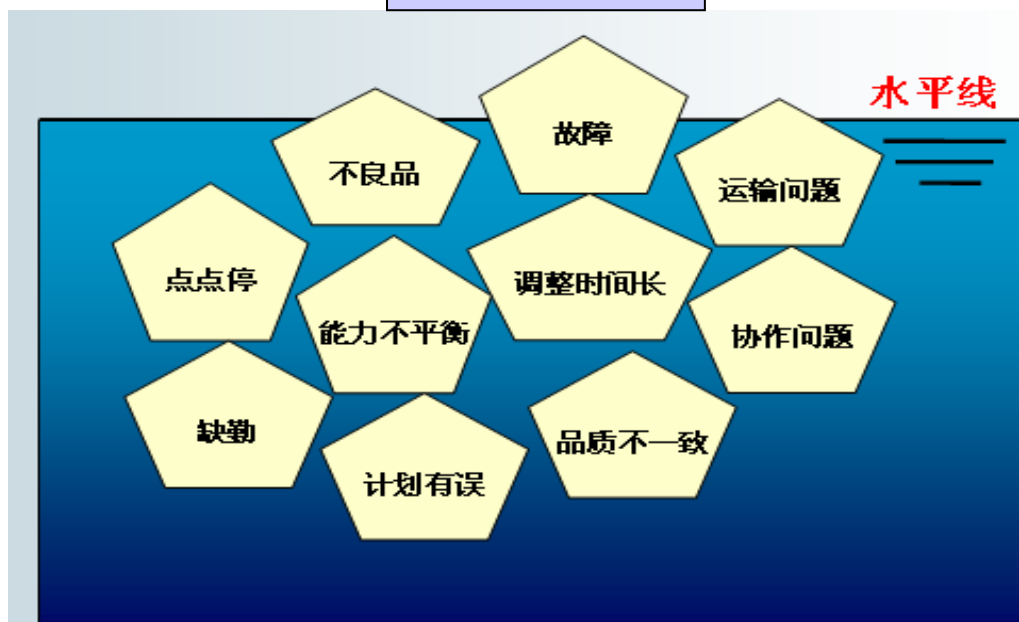 水平线
故障
不良品
运输问题
点点停
调整时间长
能力不平衡
协作问题
缺勤
品质不一致
计划有误